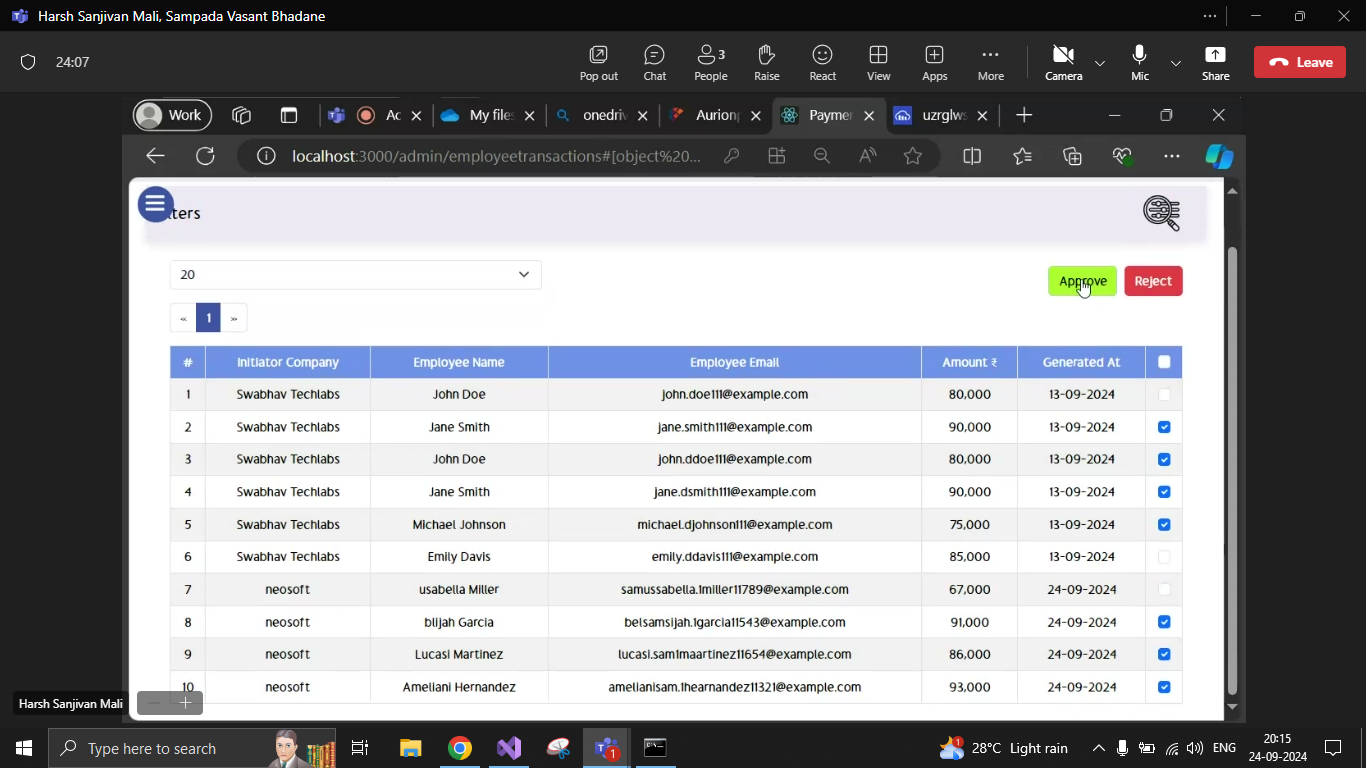 Harsh Sanjivan Mali, Sampada Vasant Bhadane
24:07
Pop out
Chat
3
People
Raise
React
View
Apps
More
Camera
Mic
Share
Leave
Work
Ac
My files
onedriv
Aurionp
Paymer
uzrglws
localhost:3000/admin/employeetransactions#[object%20...
ters
20
Approve
Reject
« 1 »
# Initiator Company Employee Name Employee Email Amount ₹ Generated At
1 Swabhav Techlabs John Doe john.doe111@example.com 80,000 13-09-2024
2 Swabhav Techlabs Jane Smith jane.smith111@example.com 90,000 13-09-2024
3 Swabhav Techlabs John Doe john.ddoe111@example.com 80,000 13-09-2024
4 Swabhav Techlabs Jane Smith jane.dsmith111@example.com 90,000 13-09-2024
5 Swabhav Techlabs Michael Johnson michael.djohnson111@example.com 75,000 13-09-2024
6 Swabhav Techlabs Emily Davis emily.ddavis111@example.com 85,000 13-09-2024
7 neosoft usabella Miller samussabella.1miller11789@example.com 67,000 24-09-2024
8 neosoft blijah Garcia belsamsijah.1garcia11543@example.com 91,000 24-09-2024
9 neosoft Lucasi Martinez lucasi.sam1maartinez11654@example.com 86,000 24-09-2024
10 neosoft Ameliani Hernandez amelianisam.1hearnandez11321@example.com 93,000 24-09-2024
Harsh Sanjivan Mali
Type here to search
1
1
28°C Light rain
ENG
20:15
24-09-2024